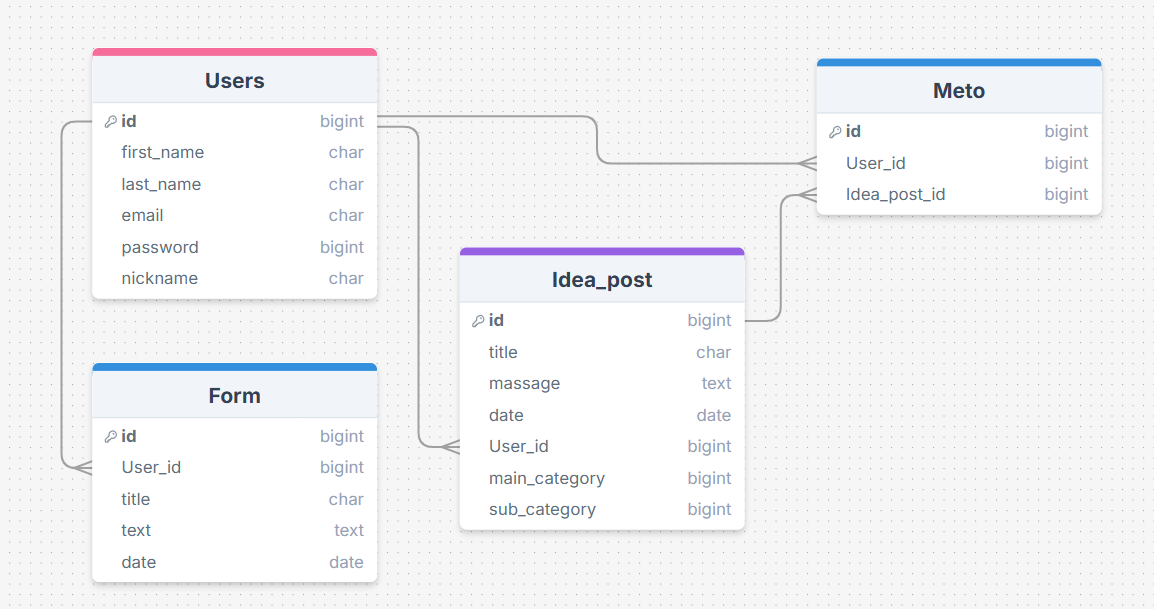 Users
id bigint
first_name char
last_name char
email char
password bigint
nickname char
Form
id bigint
User_id bigint
title char
text text
date date
Idea_post
id bigint
title char
massage text
date date
User_id bigint
main_category bigint
sub_category bigint
Meto
id bigint
User_id bigint
Idea_post_id bigint